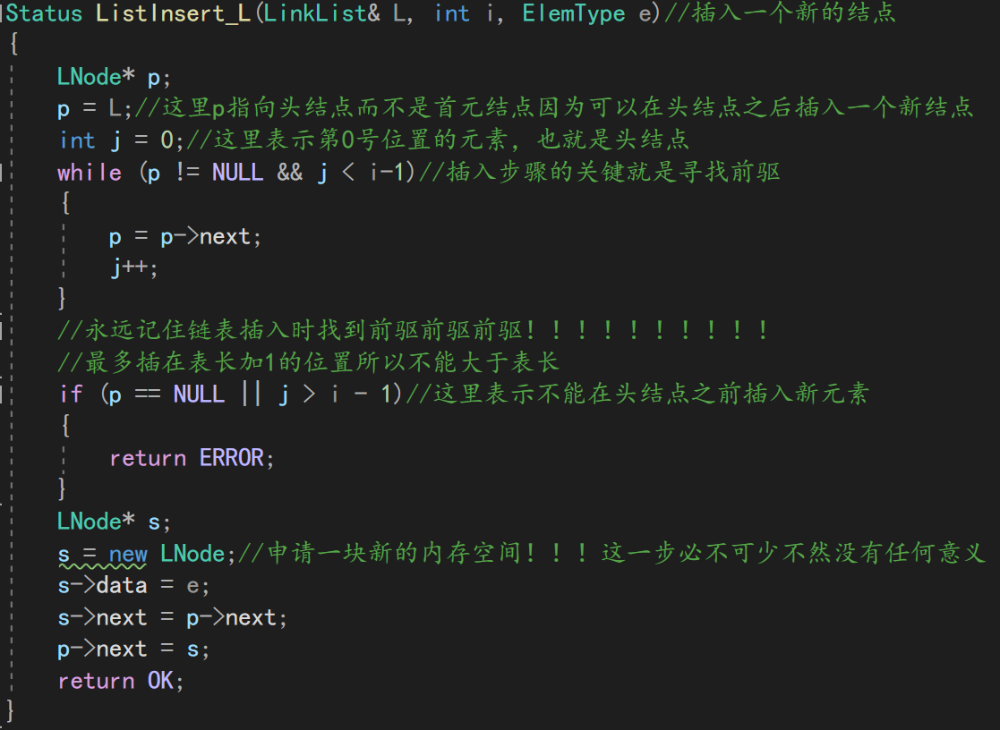 Status ListInsert_L(LinkList& L, int i, ElemType e)//插入一个新的结点
{
LNode* p;
p = L;//这里p指向头结点而不是首元结点因为可以在头结点之后插入一个新结点
int j = 0;//这里表示第0号位置的元素，也就是头结点
while (p != NULL && j < i-1)//插入步骤的关键就是寻找前驱
{
p = p->next;
j++;
}
//永远记住链表插入时找到前驱前驱前驱！！！！！！！！！！
//最多插在表长加1的位置所以不能大于表长
if (p == NULL || j > i - 1)//这里表示不能在头结点之前插入新元素
{
return ERROR;
}
LNode* s;
s = new LNode;//申请一块新的内存空间！！！这一步必不可少不然没有任何意义
s->data = e;
s->next = p->next;
p->next = s;
return OK;
}